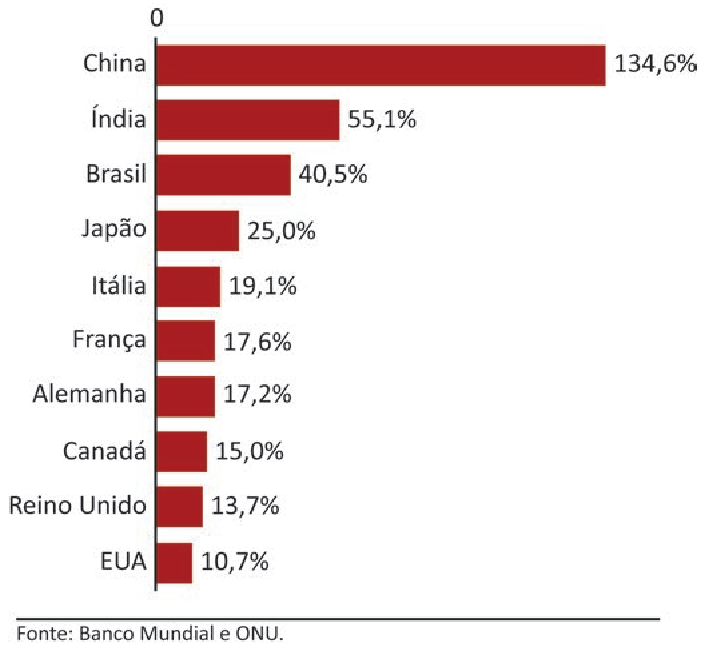 0
China 134,6%
Índia 55,1%
Brasil 40,5%
Japão 25,0%
Itália 19,1%
França 17,6%
Alemanha 17,2%
Canadá 15,0%
Reino Unido 13,7%
EUA 10,7%
Fonte: Banco Mundial e ONU.